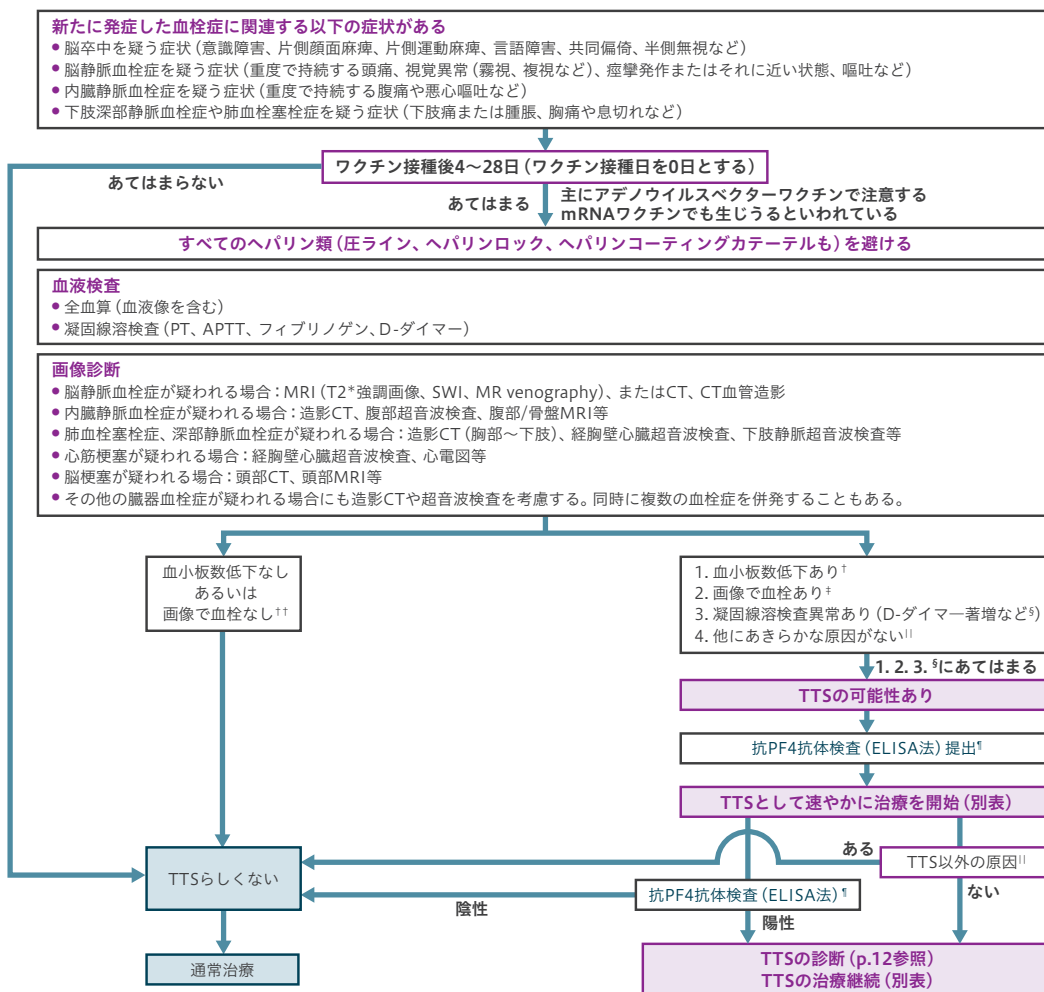 新たに発症した血栓症に関連する以下の症状がある
● 脳卒中を疑う症状（意識障害、片側顔面麻痺、片側運動麻痺、言語障害、共同偏倚、半側無視など）
● 脳静脈血栓症を疑う症状（重度で持続する頭痛、視覚異常（霧視、複視など）、痙攣発作またはそれに近い状態、嘔吐など）
● 内臓静脈血栓症を疑う症状（重度で持続する腹痛や悪心嘔吐など）
● 下肢深部静脈血栓症や肺血栓塞栓症を疑う症状（下肢痛または腫脹、胸痛や息切れなど）
ワクチン接種後4〜28日（ワクチン接種日を0日とする）
あてはまらない
あてはまる
主にアデノウイルスベクターワクチンで注意する
mRNAワクチンでも生じうるといわれている
すべてのヘパリン類（圧ライン、ヘパリンロック、ヘパリンコーティングカテーテルも）を避ける
血液検査
● 全血算（血液像を含む）
● 凝固線溶検査（PT、APTT、フィブリノゲン、D-ダイマー）
画像診断
● 脳静脈血栓症が疑われる場合：MRI（T2*強調画像、SWI、MR venography）、またはCT、CT血管造影
● 内臓静脈血栓症が疑われる場合：造影CT、腹部超音波検査、腹部/骨盤MRI等
● 肺血栓塞栓症、深部静脈血栓症が疑われる場合：造影CT（胸部〜下肢）、経胸壁心臓超音波検査、下肢静脈超音波検査等
● 心筋梗塞が疑われる場合：経胸壁心臓超音波検査、心電図等
● 脳梗塞が疑われる場合：頭部CT、頭部MRI等
● その他の臓器血栓症が疑われる場合にも造影CTや超音波検査を考慮する。同時に複数の血栓症を併発することもある。
血小板数低下なし
あるいは
画像で血栓なし††
1. 血小板数低下あり†
2. 画像で血栓あり‡
3. 凝固線溶検査異常あり（D-ダイマー著増など§）
4. 他にあきらかな原因がない||
1. 2. 3. §にあてはまる
TTSの可能性あり
抗PF4抗体検査（ELISA法）提出¶
TTSとして速やかに治療を開始（別表）
ある
TTS以外の原因||
TTSらしくない
抗PF4抗体検査（ELISA法）¶
ない
陰性
陽性
TTSの診断（p.12参照）
TTSの治療継続（別表）
通常治療